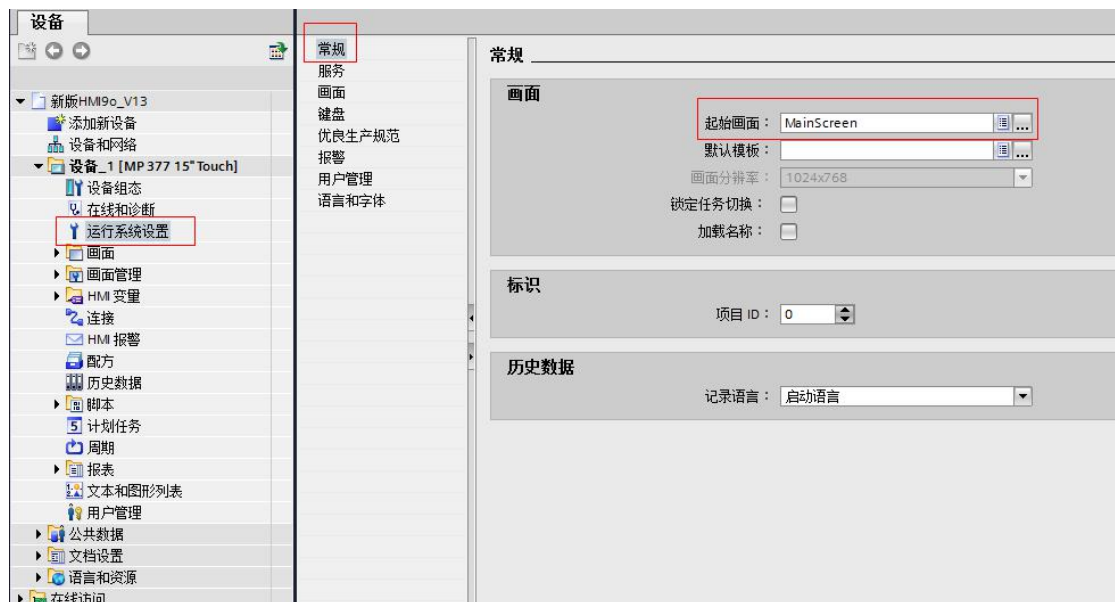 设备
新版HMI9o_V13
添加新设备
设备和网络
设备_1 [MP 377 15" Touch]
设备组态
在线和诊断
运行系统设置
画面
画面管理
HMI 变量
连接
HMI 报警
配方
历史数据
脚本
计划任务
周期
报表
文本和图形列表
用户管理
公共数据
文档设置
语言和资源
在线访问
常规
服务
画面
键盘
优良生产规范
报警
用户管理
语言和字体
常规
画面
起始画面： MainScreen
默认模板：
画面分辨率： 1024x768
锁定任务切换：
加载名称：
标识
项目 ID： 0
历史数据
记录语言： 启动语言